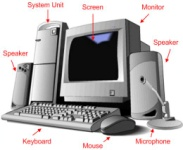 System Unit
Screen
Monitor
Speaker
Speaker
Keyboard
Mouse
Microphone